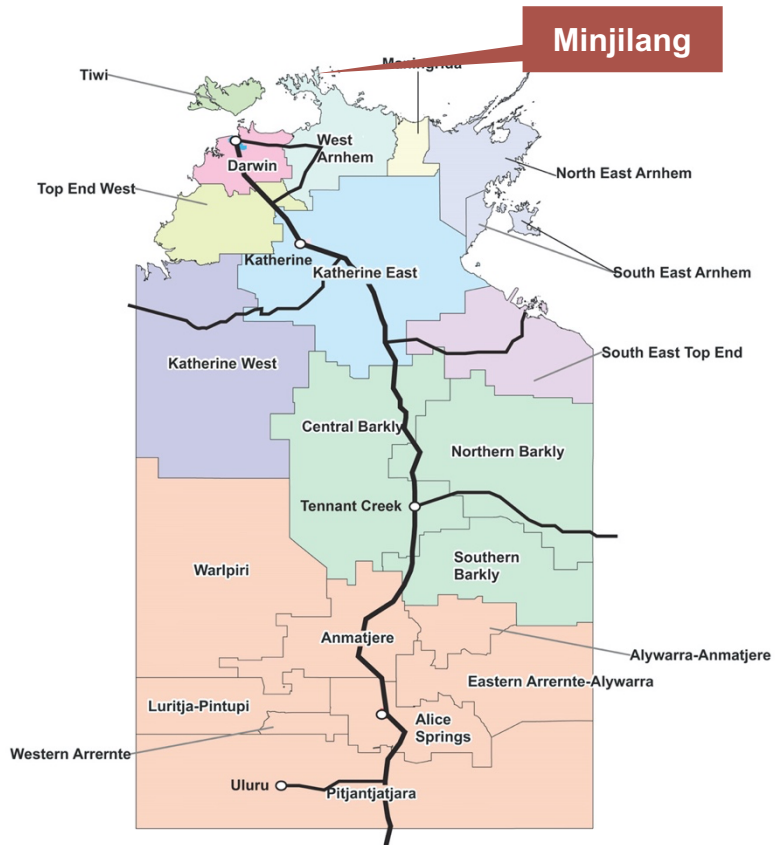 Minjilang
Maningrida
Tiwi
West
Arnhem
Darwin
North East Arnhem
Top End West
Katherine
Katherine East
South East Arnhem
Katherine West
South East Top End
Central Barkly
Northern Barkly
Tennant Creek
Southern
Barkly
Warlpiri
Anmatjere
Alywarra-Anmatjere
Eastern Arrernte-Alywarra
Luritja-Pintupi
Alice
Springs
Western Arrernte
Uluru
Pitjantjatjara